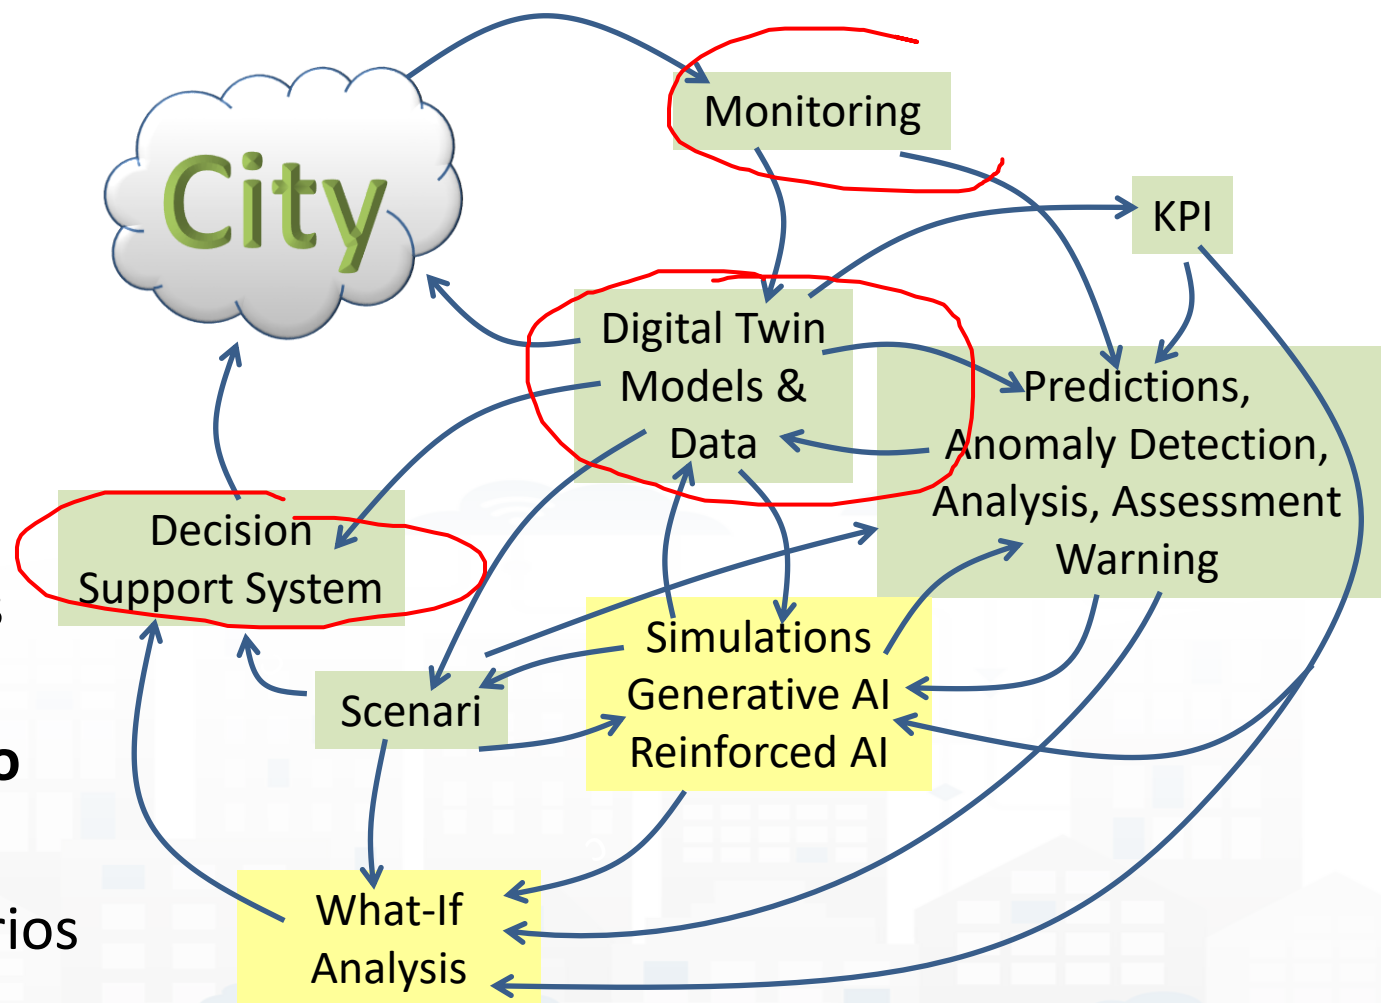 Monitoring
City
KPI
Digital Twin
Models &
Data
Predictions,
Anomaly Detection,
Analysis, Assessment
Warning
Decision
Support System
s
Simulations
Generative AI
Reinforced AI
Scenari
o
What-If
Analysis
rios